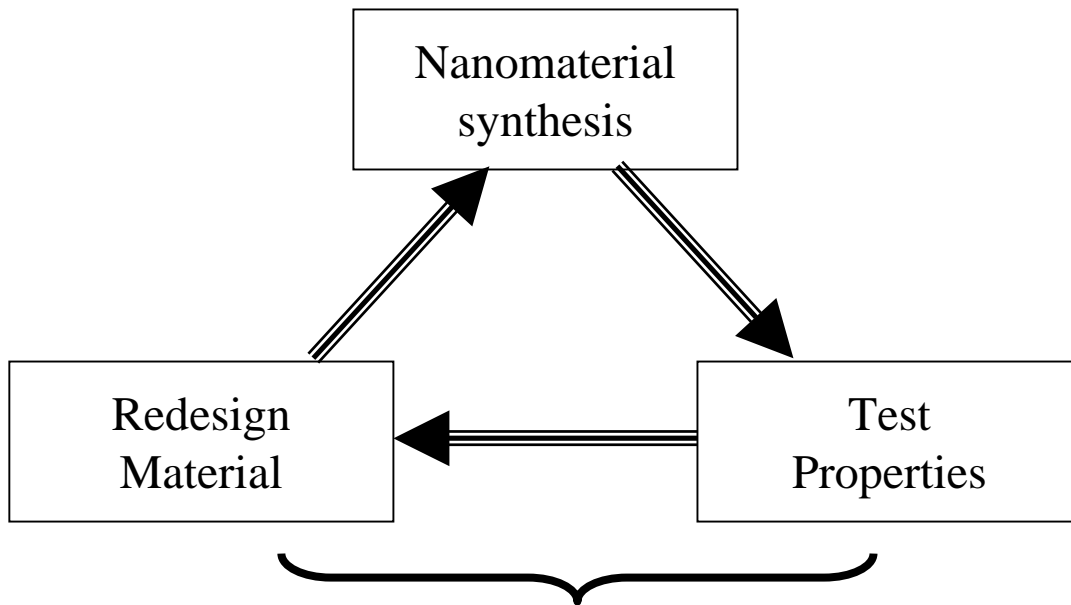 Nanomaterial
synthesis
Redesign
Material
Test
Properties